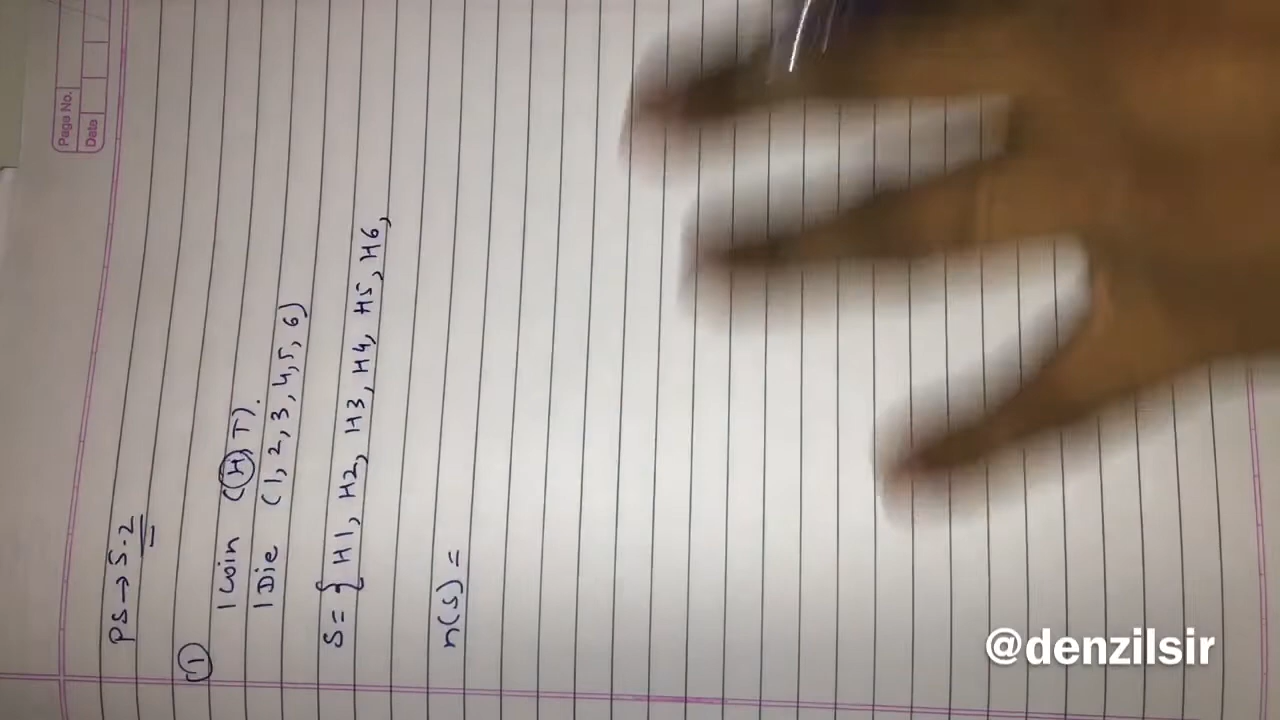 Page No.
Date
PS → 5.2
1
1 Coin (H, T).
1 Die (1, 2, 3, 4, 5, 6)
S = { H1, H2, H3, H4, H5, H6,
n(S) =
@denzilsir